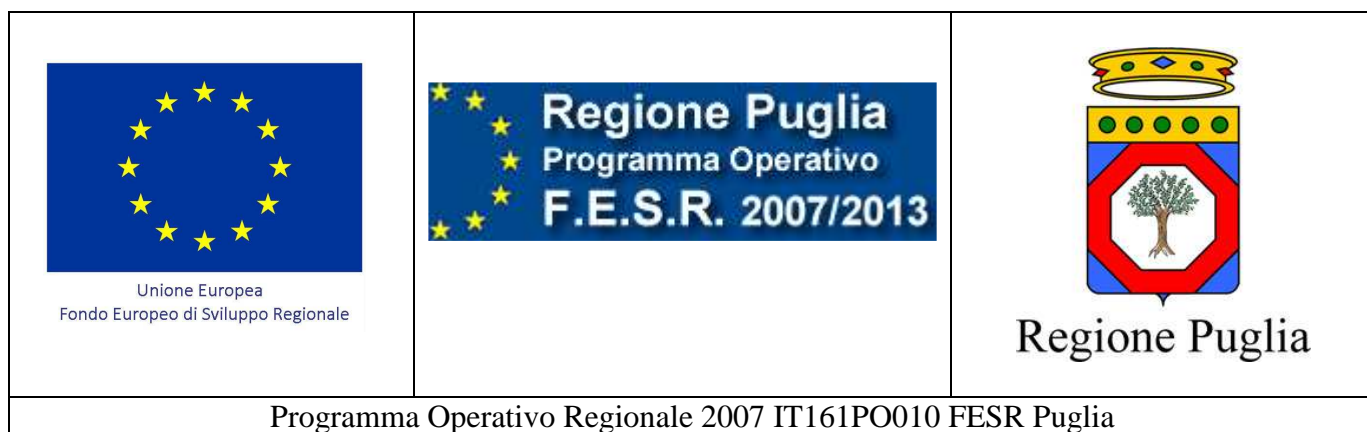 Unione Europea
Fondo Europeo di Sviluppo Regionale
Regione Puglia
Programma Operativo
F.E.S.R. 2007/2013
Regione Puglia
Programma Operativo Regionale 2007 IT161PO010 FESR Puglia